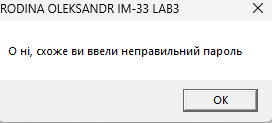 RODINA OLEKSANDR IM-33 LAB3
О ні, схоже ви ввели неправильний пароль
OK